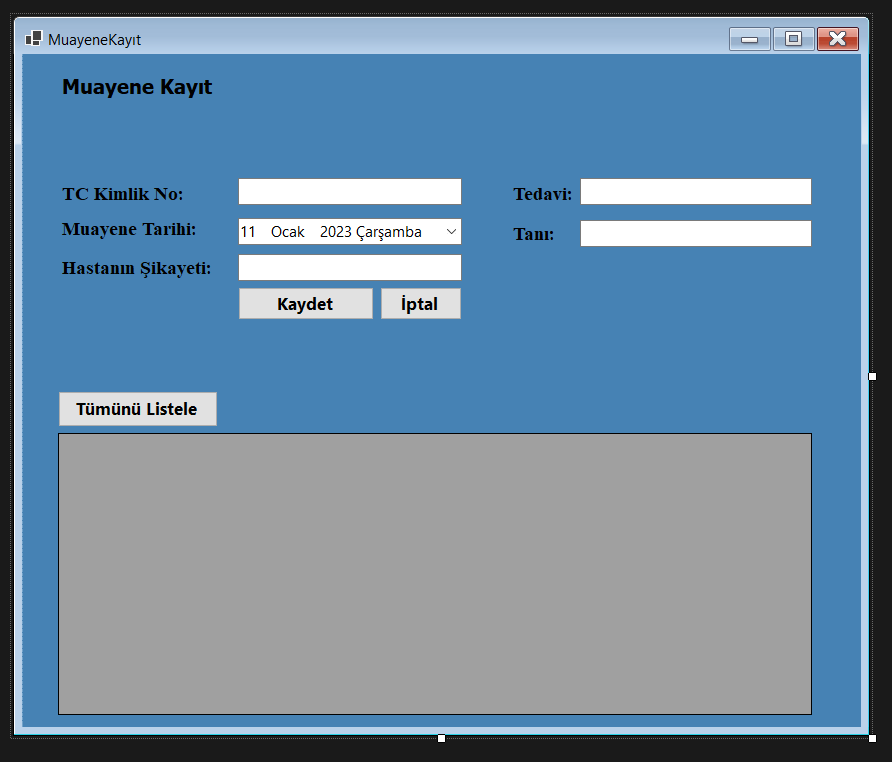 MuayeneKayıt
Muayene Kayıt
TC Kimlik No:
Tedavi:
Muayene Tarihi:
11 Ocak 2023 Çarşamba
Tanı:
Hastanın Şikayeti:
Kaydet
İptal
Tümünü Listele